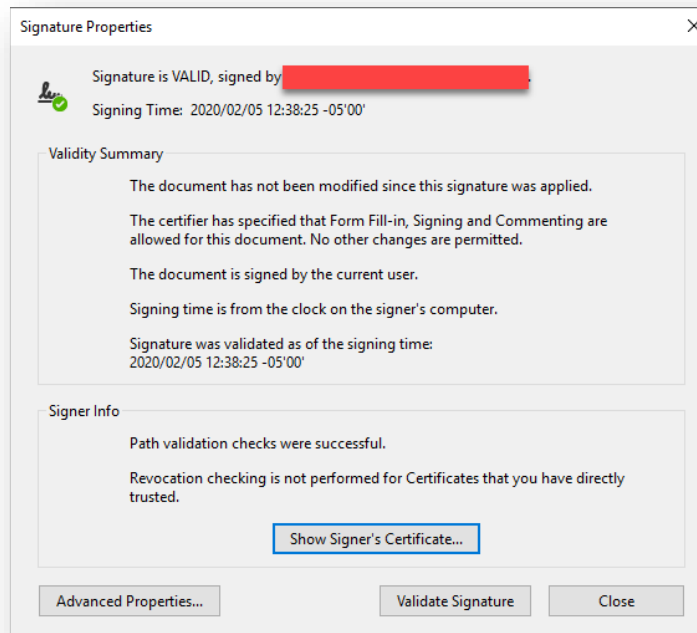 Signature Properties
Signature is VALID, signed by .
Signing Time: 2020/02/05 12:38:25 -05'00'
Validity Summary
The document has not been modified since this signature was applied.
The certifier has specified that Form Fill-in, Signing and Commenting are
allowed for this document. No other changes are permitted.
The document is signed by the current user.
Signing time is from the clock on the signer's computer.
Signature was validated as of the signing time:
2020/02/05 12:38:25 -05'00'
Signer Info
Path validation checks were successful.
Revocation checking is not performed for Certificates that you have directly
trusted.
Show Signer's Certificate...
Advanced Properties...
Validate Signature
Close